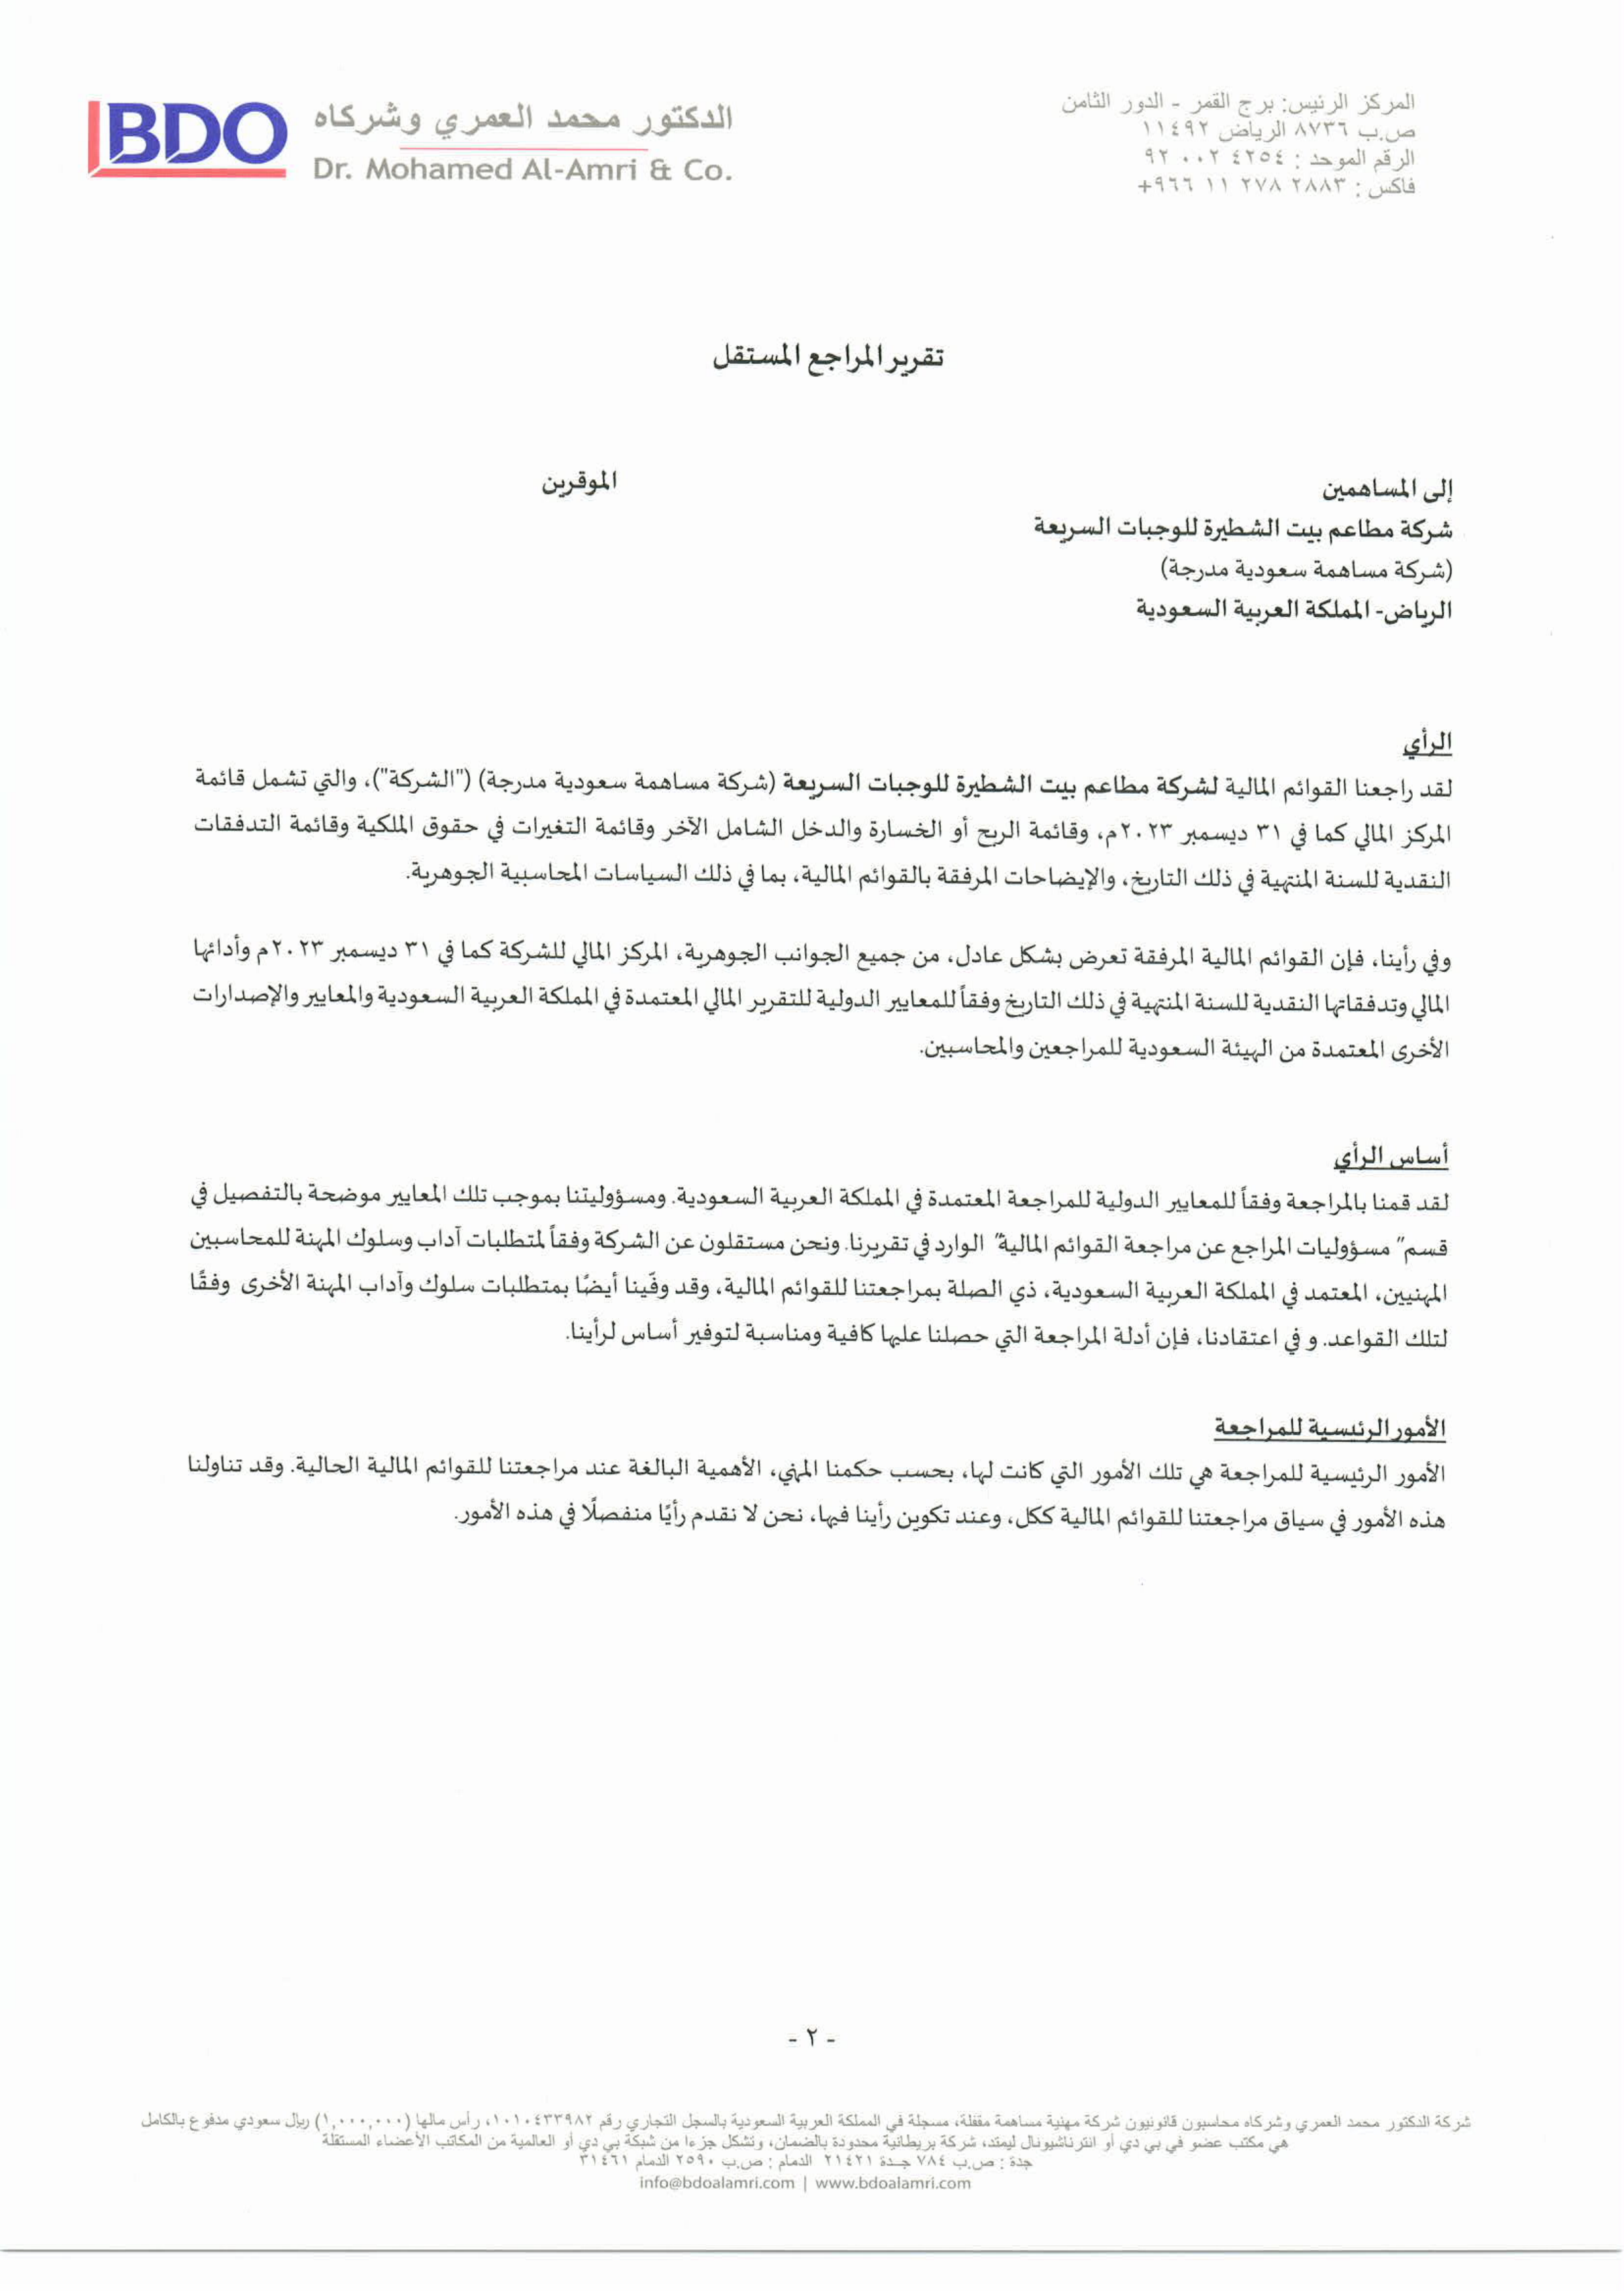 BDO
الدكتور محمد العمري وشركاه
Dr. Mohamed Al-Amri & Co.
المركز الرئيس: برج القمر - الدور الثامن
ص.ب ٨٧٣٦ الرياض ١١٤٩٢
الرقم الموحد : ٤٢٥٤ ٠٠٢ ٩٢
فاكس : ٢٨٨٣ ٢٧٨ ١١ ٩٦٦+
تقرير المراجع المستقل
إلى المساهمين الموقرين
شركة مطاعم بيت الشطيرة للوجبات السريعة
(شركة مساهمة سعودية مدرجة)
الرياض- المملكة العربية السعودية
الرأي
لقد راجعنا القوائم المالية لشركة مطاعم بيت الشطيرة للوجبات السريعة (شركة مساهمة سعودية مدرجة) ("الشركة")، والتي تشمل قائمة
المركز المالي كما في ٣١ ديسمبر ٢٠٢٣م، وقائمة الربح أو الخسارة والدخل الشامل الآخر وقائمة التغيرات في حقوق الملكية وقائمة التدفقات
النقدية للسنة المنتهية في ذلك التاريخ، والإيضاحات المرفقة بالقوائم المالية، بما في ذلك السياسات المحاسبية الجوهرية.
وفي رأينا، فإن القوائم المالية المرفقة تعرض بشكل عادل، من جميع الجوانب الجوهرية، المركز المالي للشركة كما في ٣١ ديسمبر ٢٠٢٣م وأدائها
المالي وتدفقاتها النقدية للسنة المنتهية في ذلك التاريخ وفقاً للمعايير الدولية للتقرير المالي المعتمدة في المملكة العربية السعودية والمعايير والإصدارات
الأخرى المعتمدة من الهيئة السعودية للمراجعين والمحاسبين.
أساس الرأي
لقد قمنا بالمراجعة وفقاً للمعايير الدولية للمراجعة المعتمدة في المملكة العربية السعودية. ومسؤوليتنا بموجب تلك المعايير موضحة بالتفصيل في
قسم" مسؤوليات المراجع عن مراجعة القوائم المالية" الوارد في تقريرنا. ونحن مستقلون عن الشركة وفقاً لمتطلبات آداب وسلوك المهنة للمحاسبين
المهنيين، المعتمد في المملكة العربية السعودية، ذي الصلة بمراجعتنا للقوائم المالية، وقد وفّينا أيضًا بمتطلبات سلوك وآداب المهنة الأخرى وفقًا
لتلك القواعد. و في اعتقادنا، فإن أدلة المراجعة التي حصلنا عليها كافية ومناسبة لتوفير أساس لرأينا.
الأمور الرئيسية للمراجعة
الأمور الرئيسية للمراجعة هي تلك الأمور التي كانت لها، بحسب حكمنا المهني، الأهمية البالغة عند مراجعتنا للقوائم المالية الحالية. وقد تناولنا
هذه الأمور في سياق مراجعتنا للقوائم المالية ككل، وعند تكوين رأينا فيها، نحن لا نقدم رأيًا منفصلًا في هذه الأمور.
- ٢ -
شركة الدكتور محمد العمري وشركاه محاسبون قانونيون شركة مهنية مساهمة مقفلة، مسجلة في المملكة العربية السعودية بالسجل التجاري رقم ١٠١٠٤٣٣٩٨٢، رأس مالها (١,٠٠٠,٠٠٠) ريال سعودي مدفوع بالكامل
هي مكتب عضو في بي دي أو انترناشيونال ليمتد، شركة بريطانية محدودة بالضمان، وتشكل جزءا من شبكة بي دي أو العالمية من المكاتب الأعضاء المستقلة
جدة : ص.ب ٧٨٤ جدة ٢١٤٢١ الدمام : ص.ب ٢٥٩٠ الدمام ٣١٤٦١
info@bdoalamri.com | www.bdoalamri.com